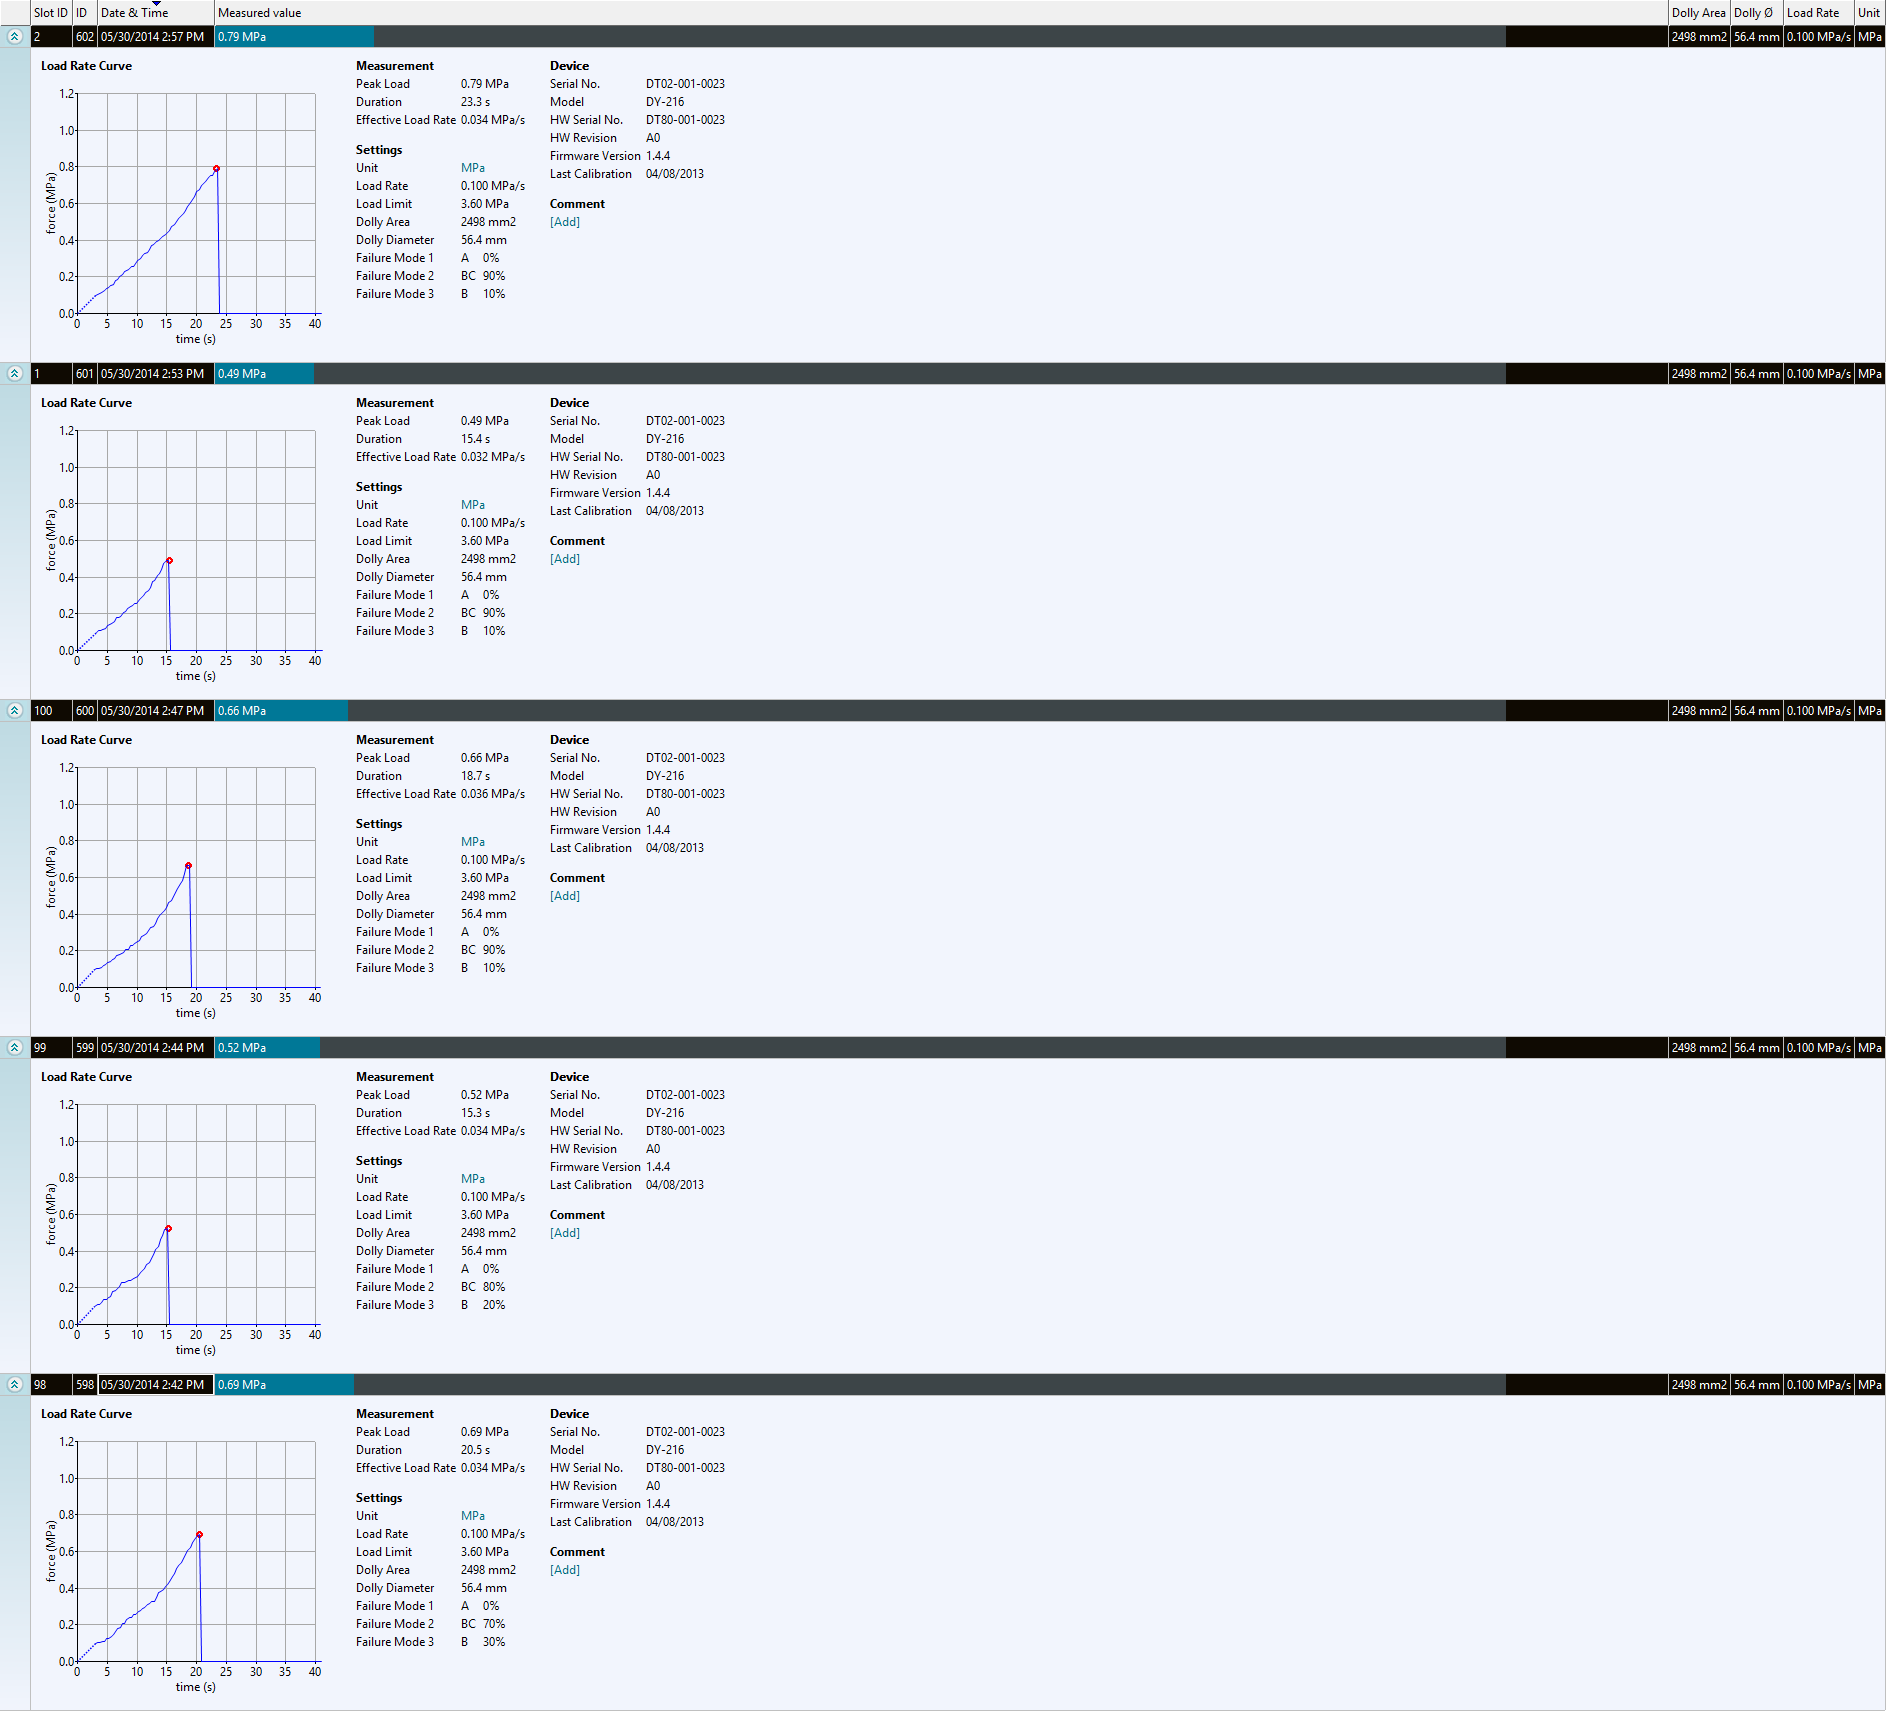 Slot ID ID Date & Time Measured value Dolly Area Dolly Ø Load Rate Unit
2 602 05/30/2014 2:57 PM 0.79 MPa 2498 mm2 56.4 mm 0.100 MPa/s MPa
Load Rate Curve
1.2
1.0
0.8
0.6
0.4
0.2
0.0
force (MPa)
0 5 10 15 20 25 30 35 40
time (s)
Measurement
Peak Load 0.79 MPa
Duration 23.3 s
Effective Load Rate 0.034 MPa/s
Settings
Unit MPa
Load Rate 0.100 MPa/s
Load Limit 3.60 MPa
Dolly Area 2498 mm2
Dolly Diameter 56.4 mm
Failure Mode 1 A 0%
Failure Mode 2 BC 90%
Failure Mode 3 B 10%
Device
Serial No. DT02-001-0023
Model DY-216
HW Serial No. DT80-001-0023
HW Revision A0
Firmware Version 1.4.4
Last Calibration 04/08/2013
Comment
[Add]
1 601 05/30/2014 2:53 PM 0.49 MPa 2498 mm2 56.4 mm 0.100 MPa/s MPa
Load Rate Curve
1.2
1.0
0.8
0.6
0.4
0.2
0.0
force (MPa)
0 5 10 15 20 25 30 35 40
time (s)
Measurement
Peak Load 0.49 MPa
Duration 15.4 s
Effective Load Rate 0.032 MPa/s
Settings
Unit MPa
Load Rate 0.100 MPa/s
Load Limit 3.60 MPa
Dolly Area 2498 mm2
Dolly Diameter 56.4 mm
Failure Mode 1 A 0%
Failure Mode 2 BC 90%
Failure Mode 3 B 10%
Device
Serial No. DT02-001-0023
Model DY-216
HW Serial No. DT80-001-0023
HW Revision A0
Firmware Version 1.4.4
Last Calibration 04/08/2013
Comment
[Add]
100 600 05/30/2014 2:47 PM 0.66 MPa 2498 mm2 56.4 mm 0.100 MPa/s MPa
Load Rate Curve
1.2
1.0
0.8
0.6
0.4
0.2
0.0
force (MPa)
0 5 10 15 20 25 30 35 40
time (s)
Measurement
Peak Load 0.66 MPa
Duration 18.7 s
Effective Load Rate 0.036 MPa/s
Settings
Unit MPa
Load Rate 0.100 MPa/s
Load Limit 3.60 MPa
Dolly Area 2498 mm2
Dolly Diameter 56.4 mm
Failure Mode 1 A 0%
Failure Mode 2 BC 90%
Failure Mode 3 B 10%
Device
Serial No. DT02-001-0023
Model DY-216
HW Serial No. DT80-001-0023
HW Revision A0
Firmware Version 1.4.4
Last Calibration 04/08/2013
Comment
[Add]
99 599 05/30/2014 2:44 PM 0.52 MPa 2498 mm2 56.4 mm 0.100 MPa/s MPa
Load Rate Curve
1.2
1.0
0.8
0.6
0.4
0.2
0.0
force (MPa)
0 5 10 15 20 25 30 35 40
time (s)
Measurement
Peak Load 0.52 MPa
Duration 15.3 s
Effective Load Rate 0.034 MPa/s
Settings
Unit MPa
Load Rate 0.100 MPa/s
Load Limit 3.60 MPa
Dolly Area 2498 mm2
Dolly Diameter 56.4 mm
Failure Mode 1 A 0%
Failure Mode 2 BC 80%
Failure Mode 3 B 20%
Device
Serial No. DT02-001-0023
Model DY-216
HW Serial No. DT80-001-0023
HW Revision A0
Firmware Version 1.4.4
Last Calibration 04/08/2013
Comment
[Add]
98 598 05/30/2014 2:42 PM 0.69 MPa 2498 mm2 56.4 mm 0.100 MPa/s MPa
Load Rate Curve
1.2
1.0
0.8
0.6
0.4
0.2
0.0
force (MPa)
0 5 10 15 20 25 30 35 40
time (s)
Measurement
Peak Load 0.69 MPa
Duration 20.5 s
Effective Load Rate 0.034 MPa/s
Settings
Unit MPa
Load Rate 0.100 MPa/s
Load Limit 3.60 MPa
Dolly Area 2498 mm2
Dolly Diameter 56.4 mm
Failure Mode 1 A 0%
Failure Mode 2 BC 70%
Failure Mode 3 B 30%
Device
Serial No. DT02-001-0023
Model DY-216
HW Serial No. DT80-001-0023
HW Revision A0
Firmware Version 1.4.4
Last Calibration 04/08/2013
Comment
[Add]